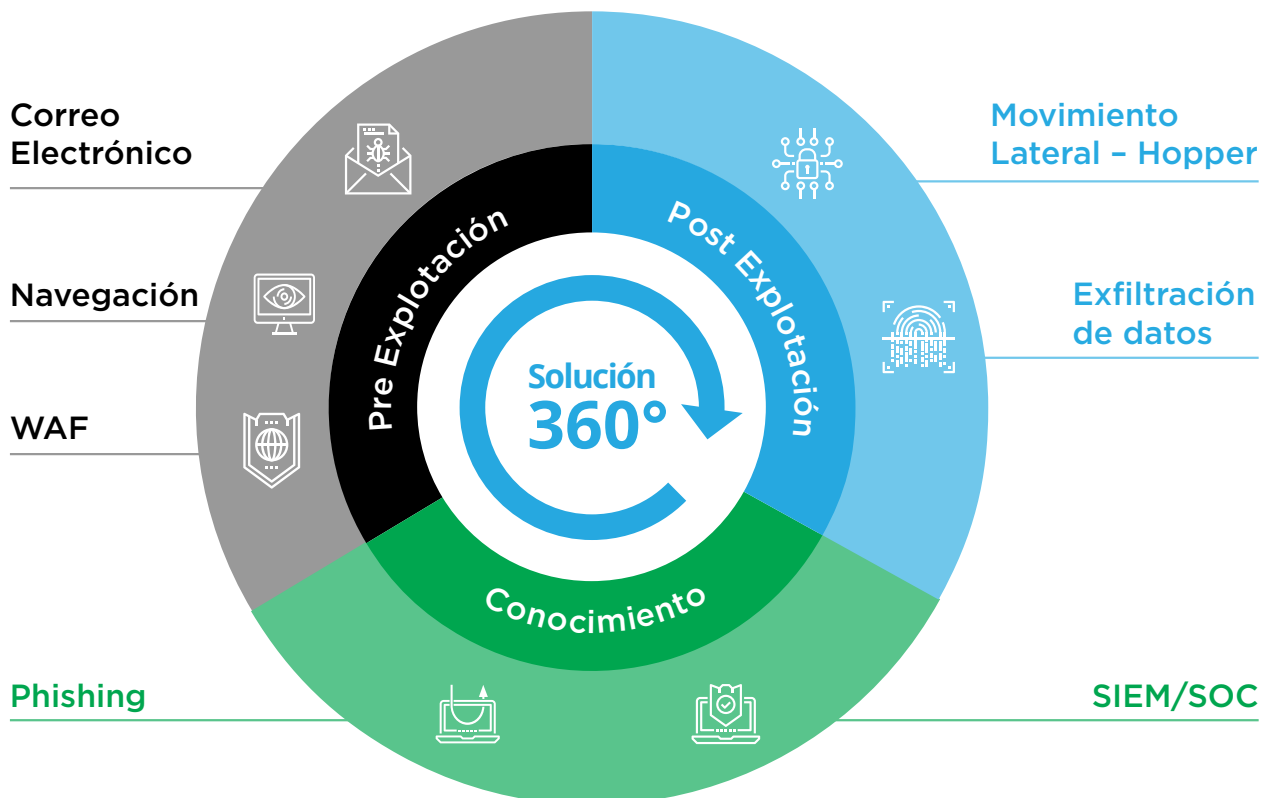 Correo
Electrónico
Navegación
WAF
Pre Explotación
Post Explotación
Solución
360°
Conocimiento
Movimiento
Lateral – Hopper
Exfiltración
de datos
Phishing
SIEM/SOC